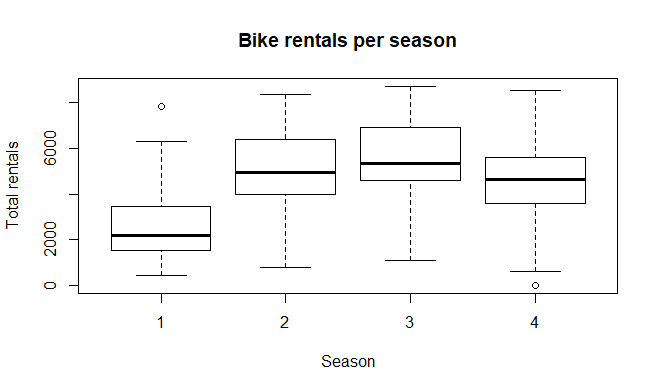 Bike rentals per season
Total rentals
6000
2000
0
1 2 3 4
Season